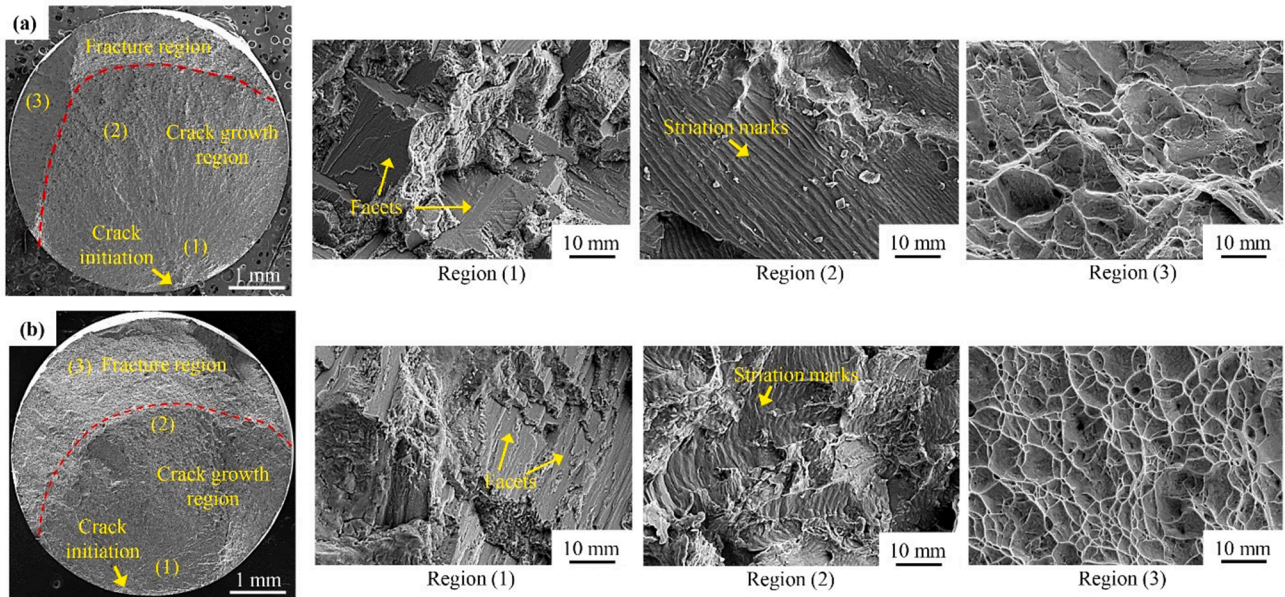 (a)
Fracture region
(3)
(2)
Crack growth
region
(1)
Crack
initiation
1 mm
Facets
10 mm
Region (1)
Striation marks
10 mm
Region (2)
10 mm
Region (3)
(b)
(3)
Fracture region
(2)
Crack growth
region
Crack
initiation
(1)
1 mm
Facets
10 mm
Region (1)
Striation marks
10 mm
Region (2)
10 mm
Region (3)